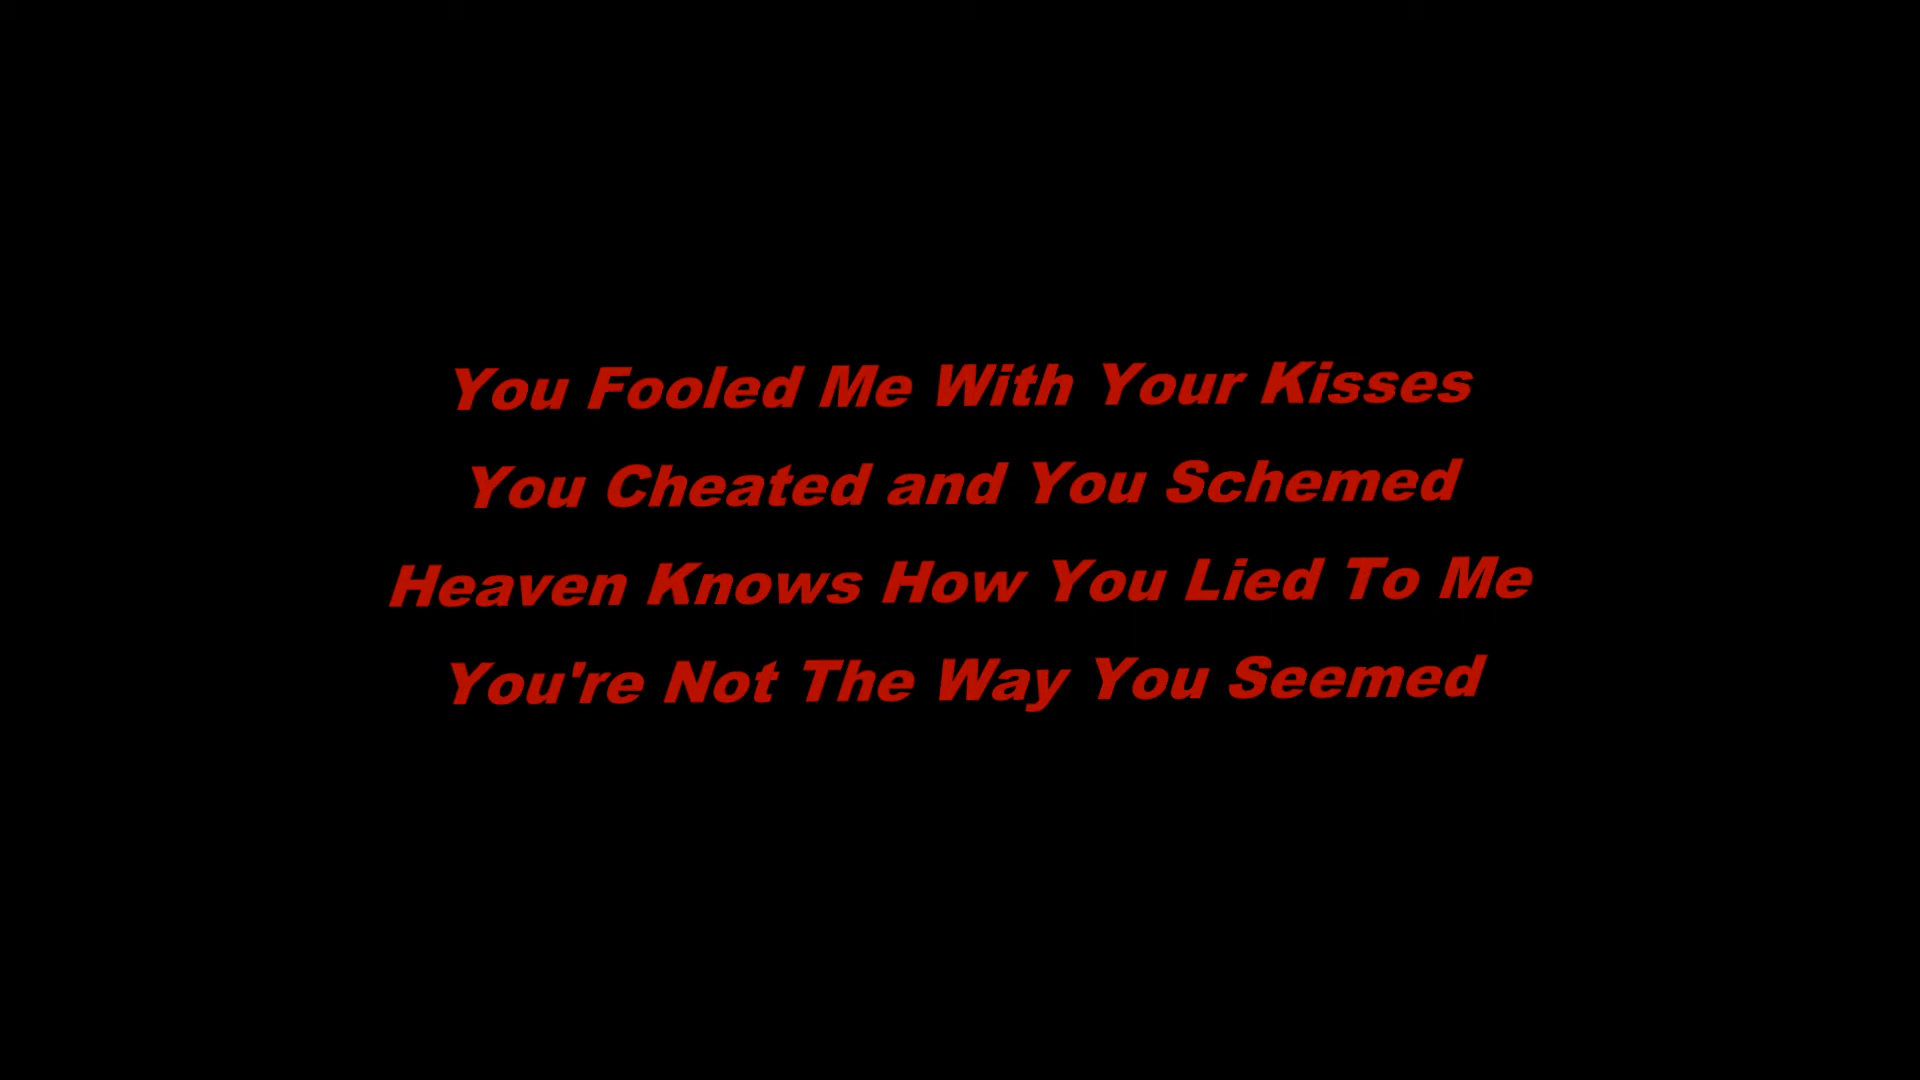 You Fooled Me With Your Kisses
You Cheated and You Schemed
Heaven Knows How You Lied To Me
You're Not The Way You Seemed